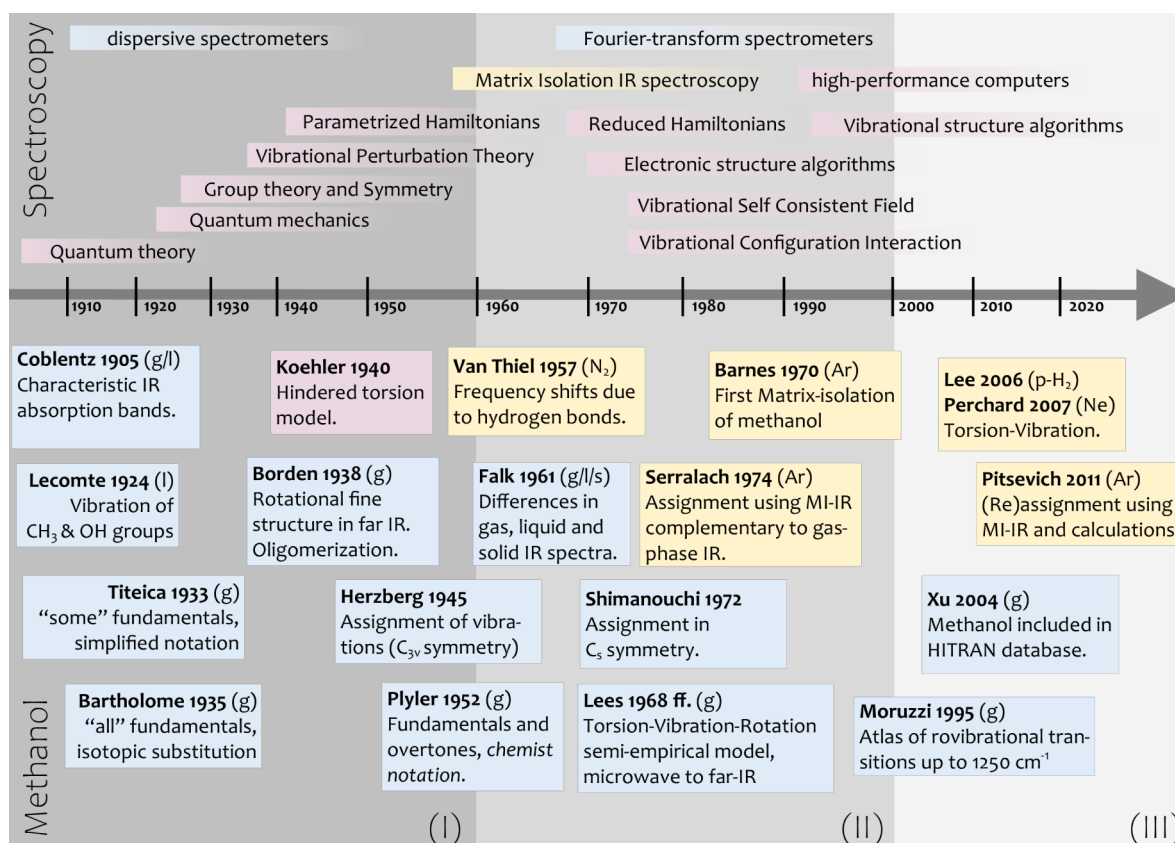 Spectroscopy
dispersive spectrometers
Fourier-transform spectrometers
Matrix Isolation IR spectroscopy
high-performance computers
Parametrized Hamiltonians
Reduced Hamiltonians
Vibrational structure algorithms
Vibrational Perturbation Theory
Electronic structure algorithms
Group theory and Symmetry
Vibrational Self Consistent Field
Quantum mechanics
Vibrational Configuration Interaction
Quantum theory
1910
1920
1930
1940
1950
1960
1970
1980
1990
2000
2010
2020
Coblentz 1905 (g/l)
Characteristic IR
absorption bands.
Koehler 1940
Hindered torsion
model.
Van Thiel 1957 (N₂)
Frequency shifts due
to hydrogen bonds.
Barnes 1970 (Ar)
First Matrix-isolation
of methanol
Lee 2006 (p-H₂)
Perchard 2007 (Ne)
Torsion-Vibration.
Lecomte 1924 (l)
Vibration of
CH₃ & OH groups
Borden 1938 (g)
Rotational fine
structure in far IR.
Oligomerization.
Falk 1961 (g/l/s)
Differences in
gas, liquid and
solid IR spectra.
Serralach 1974 (Ar)
Assignment using MI-IR
complementary to gas-
phase IR.
Pitsevich 2011 (Ar)
(Re)assignment using
MI-IR and calculations
Titeica 1933 (g)
“some” fundamentals,
simplified notation
Herzberg 1945
Assignment of vibra-
tions (C₃ᵥ symmetry)
Shimanouchi 1972
Assignment in
Cₛ symmetry.
Xu 2004 (g)
Methanol included in
HITRAN database.
Bartholome 1935 (g)
“all” fundamentals,
isotopic substitution
Plyler 1952 (g)
Fundamentals and
overtones, chemist
notation.
Lees 1968 ff. (g)
Torsion-Vibration-Rotation
semi-empirical model,
microwave to far-IR
Moruzzi 1995 (g)
Atlas of rovibrational tran-
sitions up to 1250 cm⁻¹
Methanol
(I)
(II)
(III)